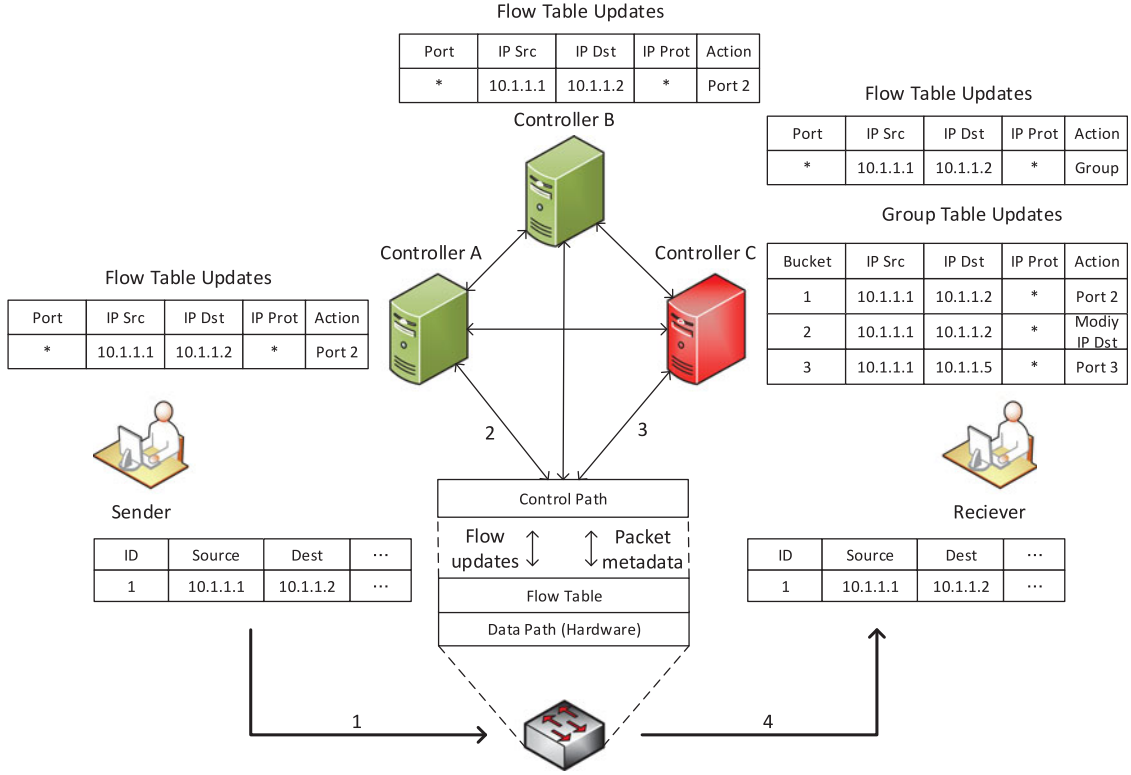 Flow Table Updates
Port IP Src IP Dst IP Prot Action
* 10.1.1.1 10.1.1.2 * Port 2
Controller B
Flow Table Updates
Port IP Src IP Dst IP Prot Action
* 10.1.1.1 10.1.1.2 * Group
Group Table Updates
Bucket IP Src IP Dst IP Prot Action
1 10.1.1.1 10.1.1.2 * Port 2
2 10.1.1.1 10.1.1.2 * Modiy IP Dst
3 10.1.1.1 10.1.1.5 * Port 3
Controller A
Controller C
Flow Table Updates
Port IP Src IP Dst IP Prot Action
* 10.1.1.1 10.1.1.2 * Port 2
2
3
Sender
ID Source Dest ...
1 10.1.1.1 10.1.1.2 ...
Control Path
Flow updates
Packet metadata
Flow Table
Data Path (Hardware)
Reciever
ID Source Dest ...
1 10.1.1.1 10.1.1.2 ...
1
4